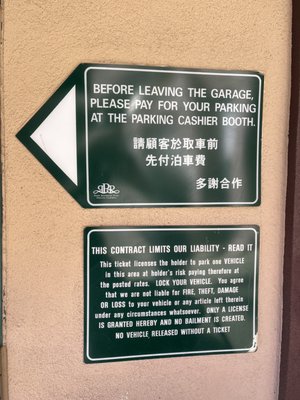 BEFORE LEAVING THE GARAGE,
PLEASE PAY FOR YOUR PARKING
AT THE PARKING CASHIER BOOTH.
請顧客於取車前
先付泊車費
多謝合作
THIS CONTRACT LIMITS OUR LIABILITY - READ IT
This ticket licenses the holder to park one VEHICLE
in this area at holder's risk paying therefore at
the posted rates. LOCK YOUR VEHICLE. You agree
that we are not liable for FIRE, THEFT, DAMAGE
OR LOSS to your vehicle or any article left therein
under any circumstances whatsoever. ONLY A LICENSE
IS GRANTED HEREBY AND NO BAILMENT IS CREATED.
NO VEHICLE RELEASED WITHOUT A TICKET